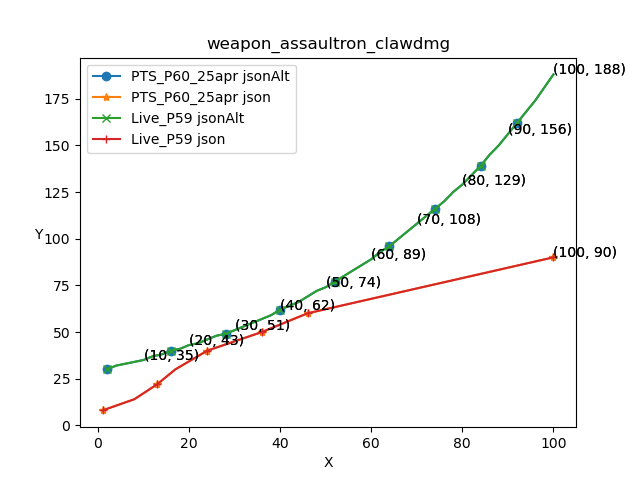 weapon_assaultron_clawdmg
PTS_P60_25apr jsonAlt
PTS_P60_25apr json
Live_P59 jsonAlt
Live_P59 json
(100, 188)
(90, 156)
(80, 129)
(70, 108)
(60, 89)
(50, 74)
(40, 62)
(30, 51)
(20, 43)
(10, 35)
(100, 90)
Y
175
150
125
100
75
50
25
0
0 20 40 60 80 100
X